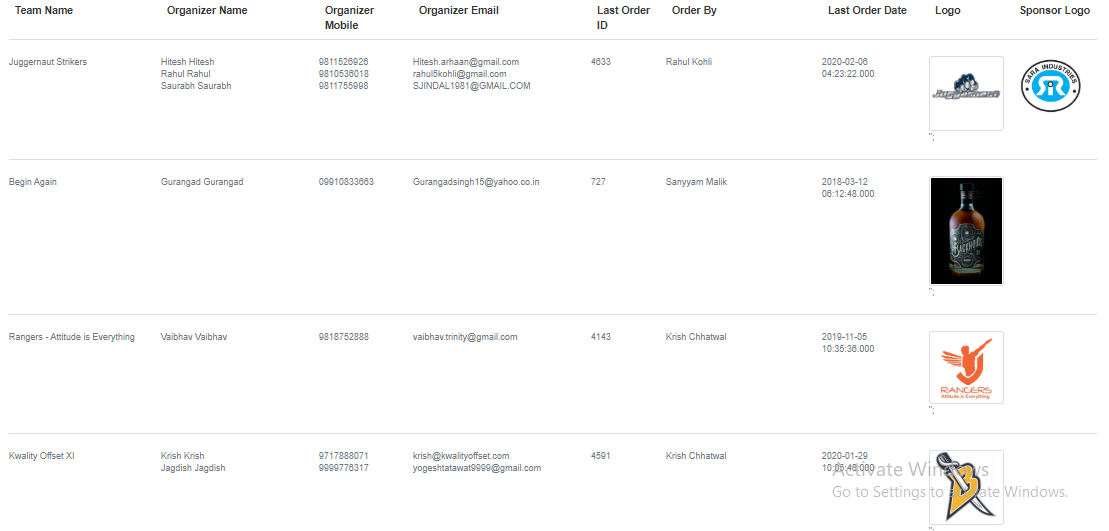 Team Name Organizer Name Organizer Mobile Organizer Email Last Order ID Order By Last Order Date Logo Sponsor Logo
Juggernaut Strikers Hitesh Hitesh 9811526926 Hitesh.arhaan@gmail.com 4633 Rahul Kohli 2020-02-06
Rahul Rahul 9810536018 rahul5kohli@gmail.com 04:23:22.000
Saurabh Saurabh 9811755998 SJINDAL1981@GMAIL.COM
Juggernaut
SARA INDUSTRIES
SRI
";
Begin Again Gurangad Gurangad 09910833663 Gurangadsingh15@yahoo.co.in 727 Sanyyam Malik 2018-03-12
06:12:48.000
";
Rangers - Attitude is Everything Vaibhav Vaibhav 9818752888 vaibhav.trinity@gmail.com 4143 Krish Chhatwal 2019-11-05
10:35:36.000
RANGERS
Attitude is Everything
";
Kwality Offset XI Krish Krish 9717888071 krish@kwalityoffset.com 4591 Krish Chhatwal 2020-01-29
Jagdish Jagdish 9999776317 yogeshtatawat9999@gmail.com 10:05:48.000
B
Activate Windows
Go to Settings to activate Windows.
";